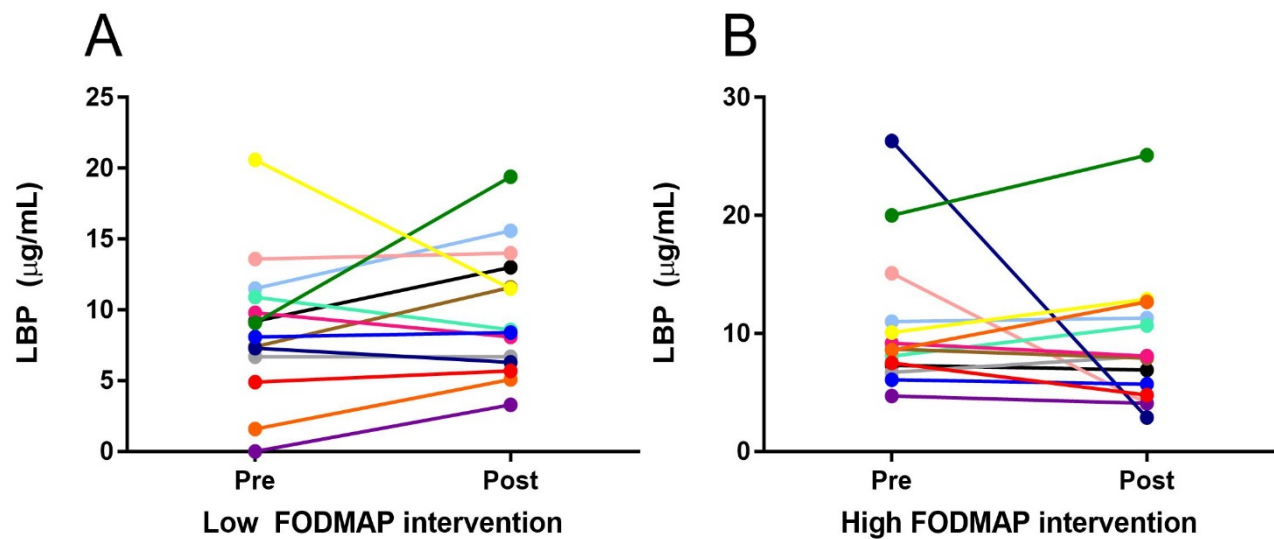 A
25
20
15
10
5
0
LBP (μg/mL)
Pre Post
Low FODMAP intervention
B
30
20
10
0
LBP (μg/mL)
Pre Post
High FODMAP intervention